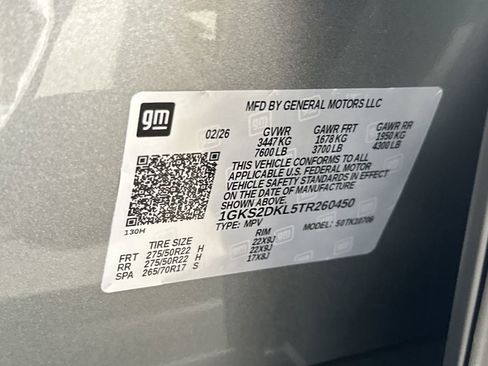 gm
MFD BY GENERAL MOTORS LLC
02/26 GVWR GAWR FRT GAWR RR
3447 KG 1678 KG 1950 KG
7600 LB 3700 LB 4300 LB
THIS VEHICLE CONFORMS TO ALL
APPLICABLE U.S. FEDERAL MOTOR
VEHICLE SAFETY STANDARDS IN EFFECT
ON THE DATE OF MANUFACTURE
1GKS2DKL5TR260450
TYPE: MPV MODEL:
130H
TIRE SIZE RIM
FRT 275/50R22 H 22X9J
RR 275/50R22 H 22X9J
SPA 265/70R17 S 17X8J